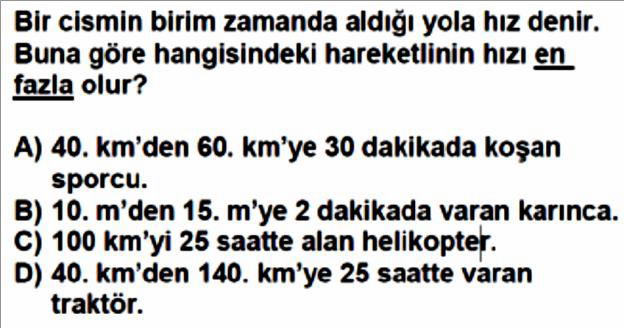 Bir cismin birim zamanda aldığı yola hız denir.
Buna göre hangisindeki hareketlinin hızı en
fazla olur?
A) 40. km'den 60. km'ye 30 dakikada koşan
sporcu.
B) 10. m'den 15. m'ye 2 dakikada varan karınca.
C) 100 km'yi 25 saatte alan helikopter.
D) 40. km'den 140. km'ye 25 saatte varan
traktör.